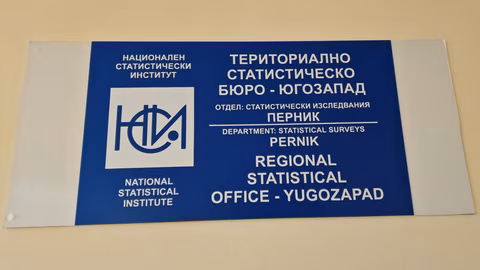 НАЦИОНАЛЕН
СТАТИСТИЧЕСКИ
ИНСТИТУТ
НСИ
NATIONAL
STATISTICAL
INSTITUTE
ТЕРИТОРИАЛНО
СТАТИСТИЧЕСКО
БЮРО - ЮГОЗАПАД
ОТДЕЛ: СТАТИСТИЧЕСКИ ИЗСЛЕДВАНИЯ
ПЕРНИК
DEPARTMENT: STATISTICAL SURVEYS
PERNIK
REGIONAL
STATISTICAL
OFFICE - YUGOZAPAD